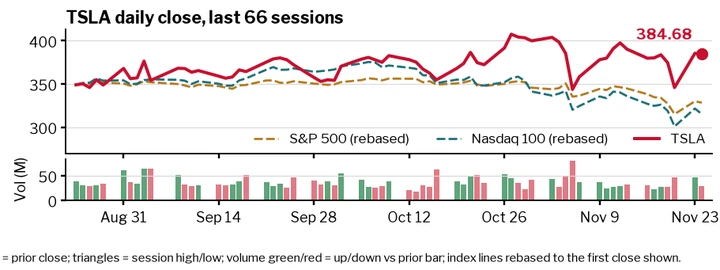 TSLA daily close, last 66 sessions
384.68
400
350
300
S&P 500 (rebased) Nasdaq 100 (rebased) TSLA
Vol (M)
50
0
Aug 31 Sep 14 Sep 28 Oct 12 Oct 26 Nov 9 Nov 23
= prior close; triangles = session high/low; volume green/red = up/down vs prior bar; index lines rebased to the first close shown.